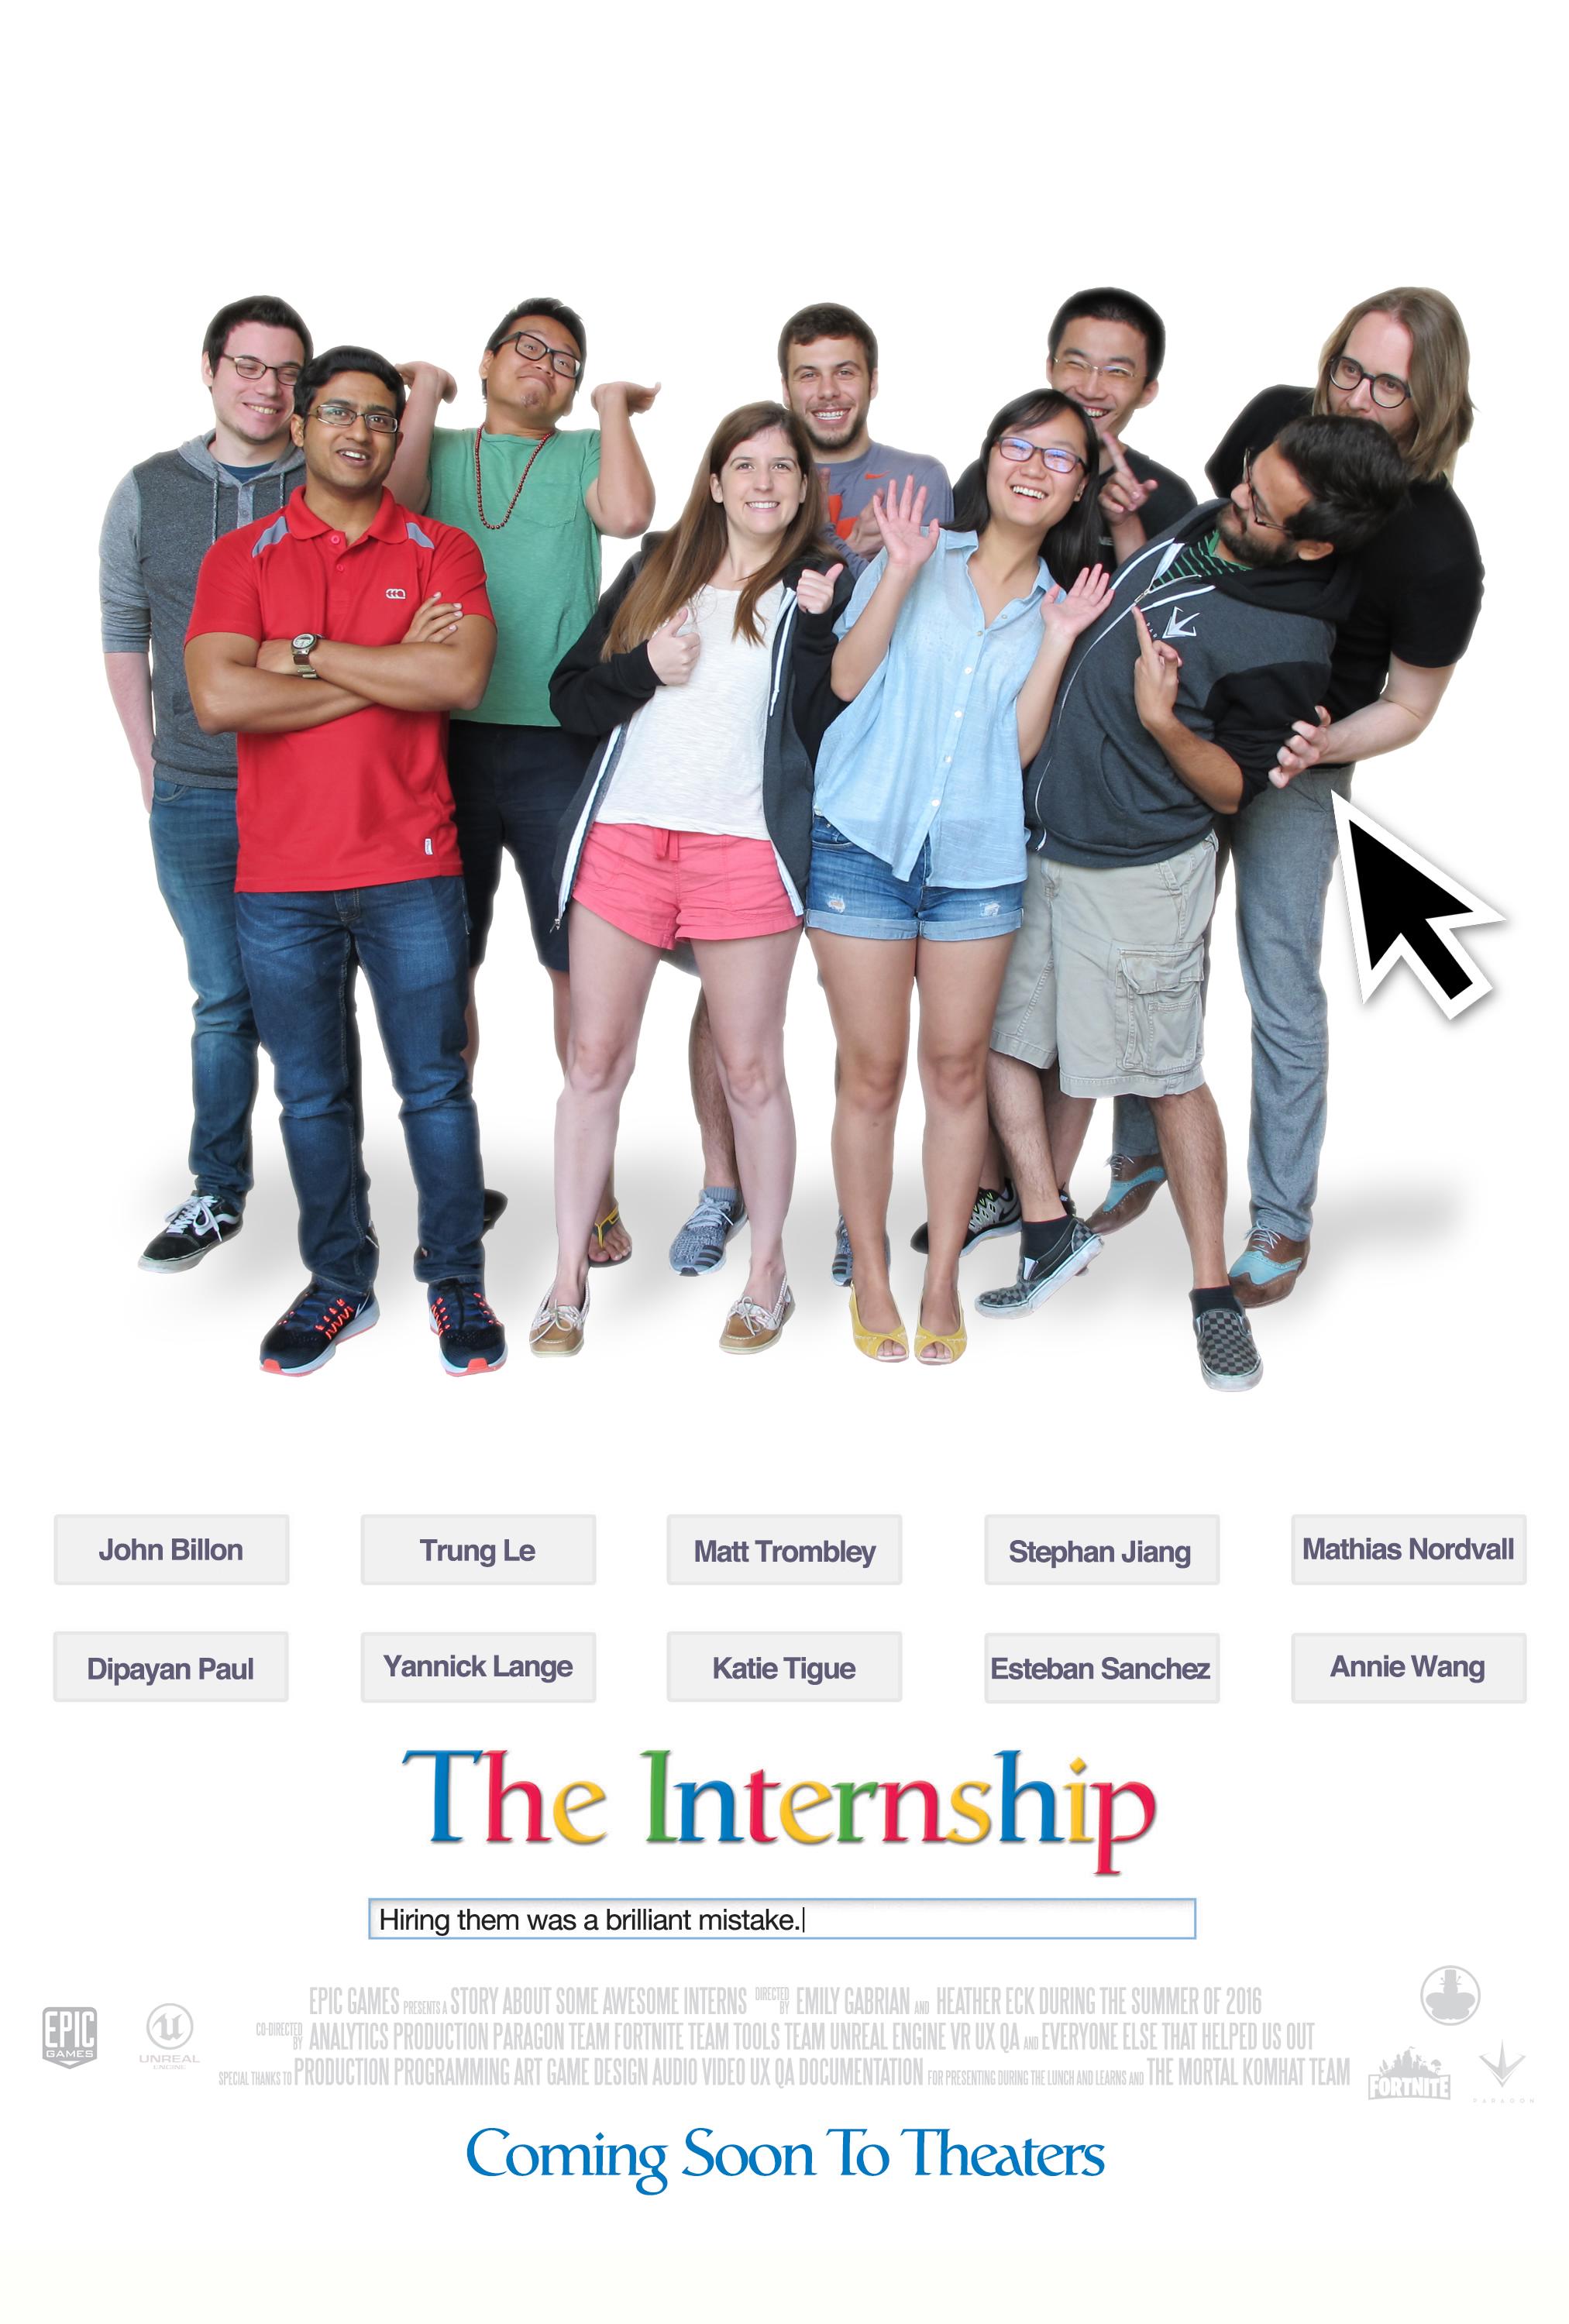 John Billon
Trung Le
Matt Trombley
Stephan Jiang
Mathias Nordvall
Dipayan Paul
Yannick Lange
Katie Tigue
Esteban Sanchez
Annie Wang
The Internship
Hiring them was a brilliant mistake.
EPIC GAMES PRESENTS A STORY ABOUT SOME AWESOME INTERNS DIRECTED BY EMILY GABRIAN AND HEATHER ECK DURING THE SUMMER OF 2016
CO-DIRECTED BY ANALYTICS PRODUCTION PARAGON TEAM FORTNITE TEAM TOOLS TEAM UNREAL ENGINE VR UX QA AND EVERYONE ELSE THAT HELPED US OUT
SPECIAL THANKS TO PRODUCTION PROGRAMMING ART GAME DESIGN AUDIO VIDEO UX QA DOCUMENTATION FOR PRESENTING DURING THE LUNCH AND LEARNS AND THE MORTAL KOMHAT TEAM
EPIC
GAMES
UNREAL
ENGINE
FORTNITE
PARAGON
Coming Soon To Theaters